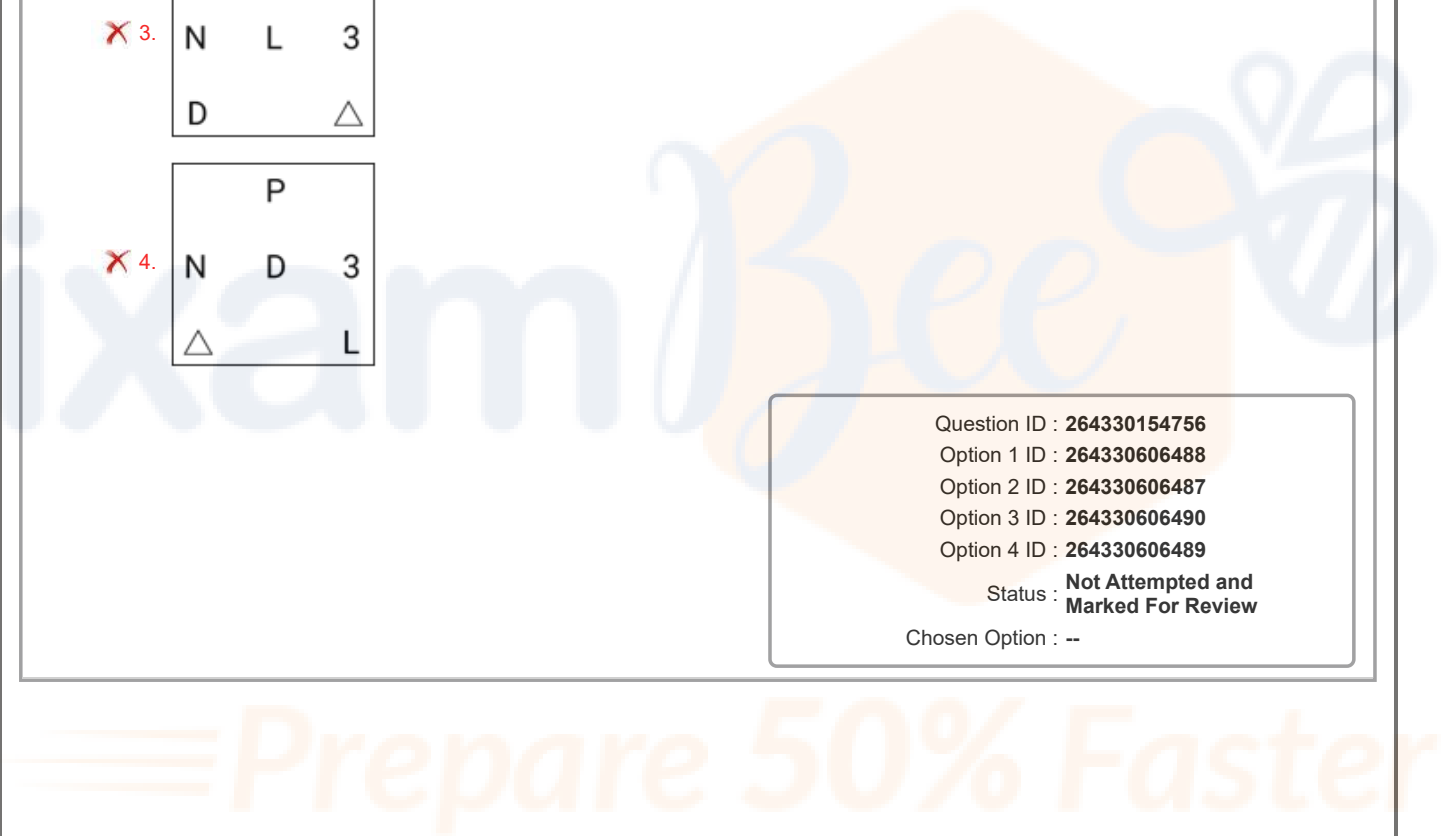 3.
N L 3
D △
P
4.
N D 3
△ L
Question ID : 264330154756
Option 1 ID : 264330606488
Option 2 ID : 264330606487
Option 3 ID : 264330606490
Option 4 ID : 264330606489
Status : Not Attempted and
Marked For Review
Chosen Option : --
ixamBee
Prepare 50% Faster